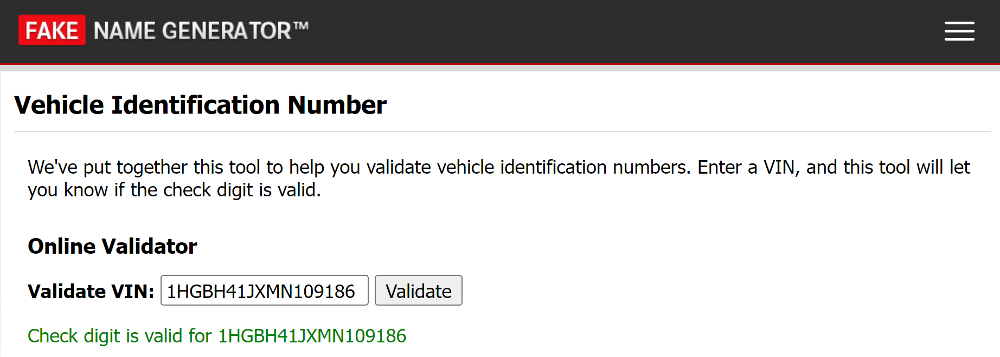 FAKE NAME GENERATOR™
Vehicle Identification Number
We've put together this tool to help you validate vehicle identification numbers. Enter a VIN, and this tool will let
you know if the check digit is valid.
Online Validator
Validate VIN: 1HGBH41JXMN109186 Validate
Check digit is valid for 1HGBH41JXMN109186